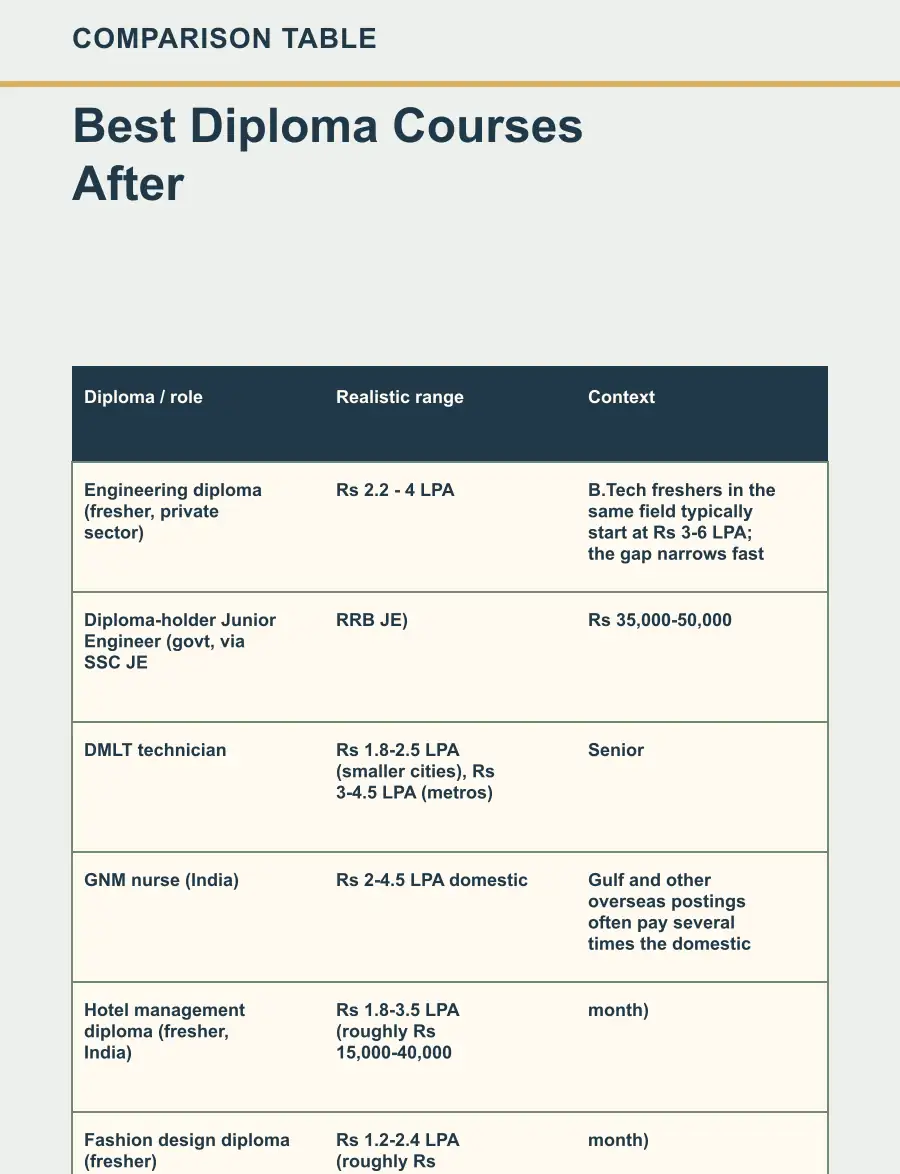 COMPARISON TABLE
Best Diploma Courses
After
Diploma / role
Realistic range
Context
Engineering diploma
(fresher, private
sector)
Rs 2.2 - 4 LPA
B.Tech freshers in the
same field typically
start at Rs 3-6 LPA;
the gap narrows fast
Diploma-holder Junior
Engineer (govt, via
SSC JE
RRB JE)
Rs 35,000-50,000
DMLT technician
Rs 1.8-2.5 LPA
(smaller cities), Rs
3-4.5 LPA (metros)
Senior
GNM nurse (India)
Rs 2-4.5 LPA domestic
Gulf and other
overseas postings
often pay several
times the domestic
Hotel management
diploma (fresher,
India)
Rs 1.8-3.5 LPA
(roughly Rs
15,000-40,000
month)
Fashion design diploma
(fresher)
Rs 1.2-2.4 LPA
(roughly Rs
month)